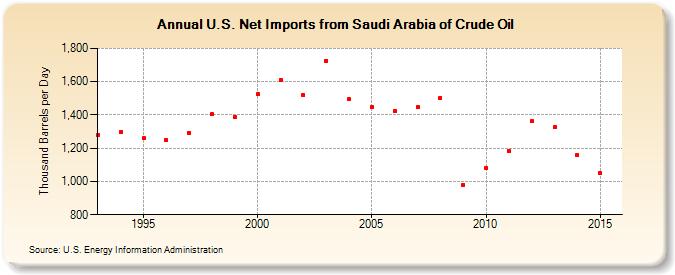 Annual U.S. Net Imports from Saudi Arabia of Crude Oil
Thousand Barrels per Day
1,800
1,600
1,400
1,200
1,000
800
1995 2000 2005 2010 2015
Source: U.S. Energy Information Administration